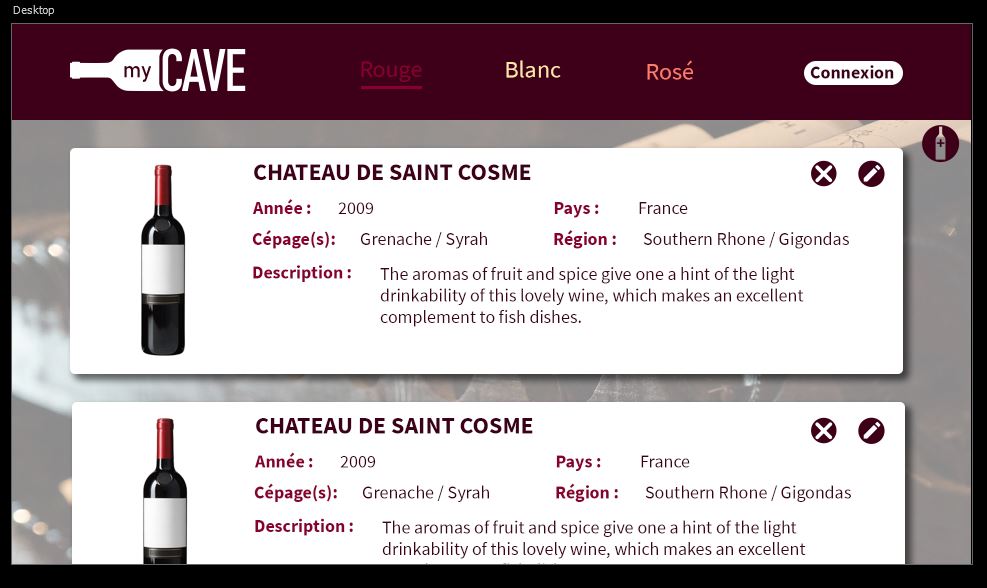 Desktop
my CAVE
Rouge
Blanc
Rosé
Connexion
CHATEAU DE SAINT COSME
Année : 2009
Pays : France
Cépage(s): Grenache / Syrah
Région : Southern Rhone / Gigondas
Description : The aromas of fruit and spice give one a hint of the light
drinkability of this lovely wine, which makes an excellent
complement to fish dishes.
CHATEAU DE SAINT COSME
Année : 2009
Pays : France
Cépage(s): Grenache / Syrah
Région : Southern Rhone / Gigondas
Description : The aromas of fruit and spice give one a hint of the light
drinkability of this lovely wine, which makes an excellent